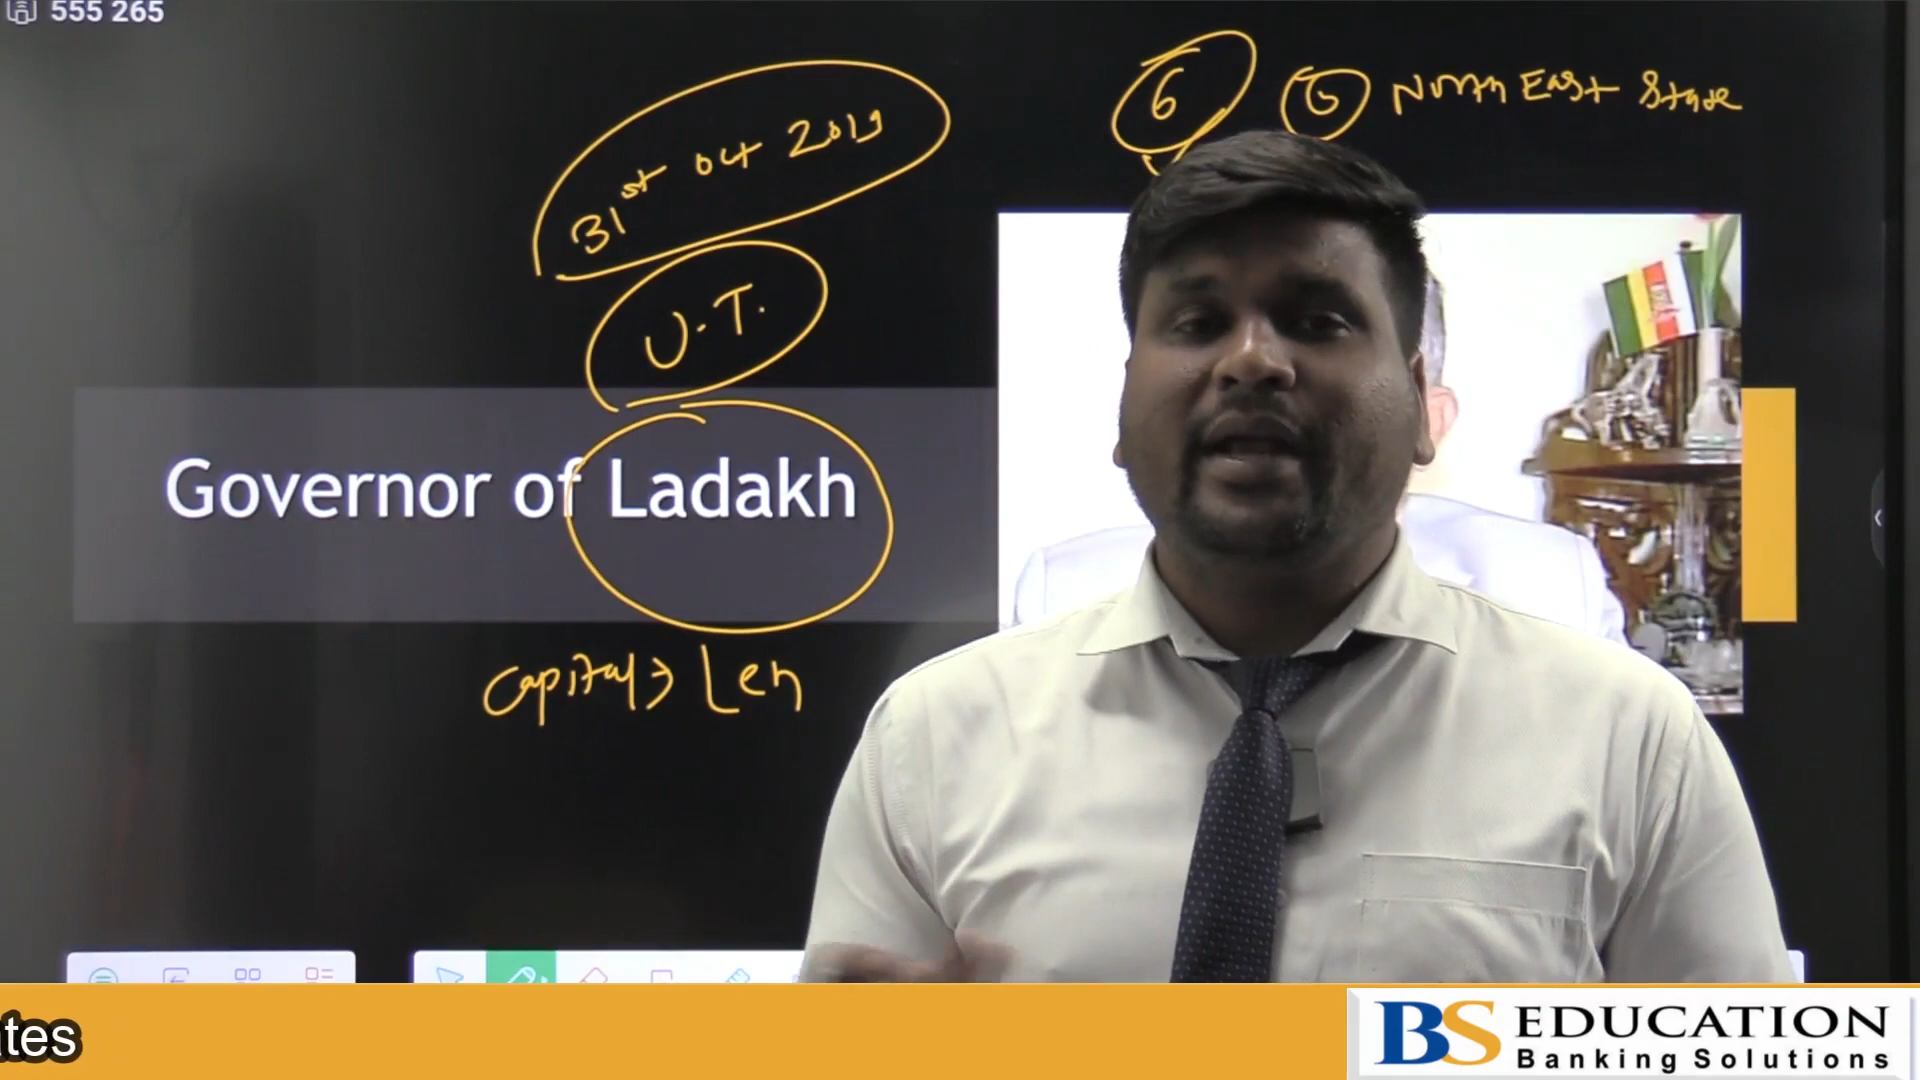 555 265
6 6 North East State
31st Oct 2019
U.T.
Governor of Ladakh
Capital → Leh
tes
BS EDUCATION
Banking Solutions